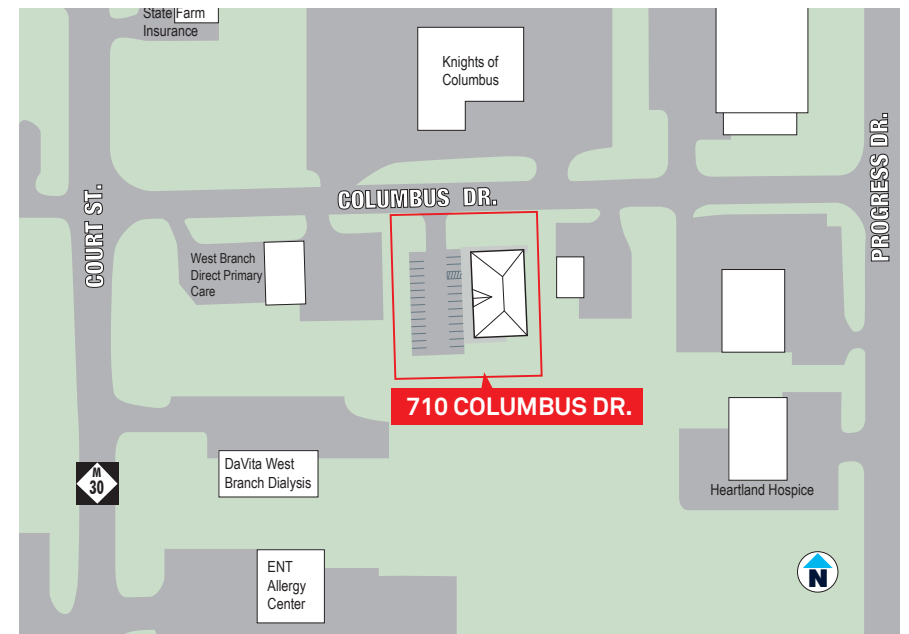 State Farm
Insurance
Knights of
Columbus
PROGRESS DR.
COLUMBUS DR.
COURT ST.
West Branch
Direct Primary
Care
710 COLUMBUS DR.
DaVita West
Branch Dialysis
M
30
Heartland Hospice
ENT
Allergy
Center
N